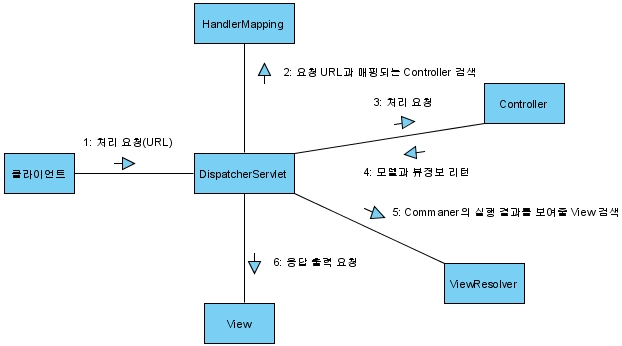 HandlerMapping
2: 요청 URL과 매핑되는 Controller 검색
3: 처리 요청
Controller
1: 처리 요청(URL)
클라이언트
DispatcherServlet
4: 모델과 뷰정보 리턴
5: Commaner의 실행 결과를 보여줄 View 검색
6: 응답 출력 요청
ViewResolver
View